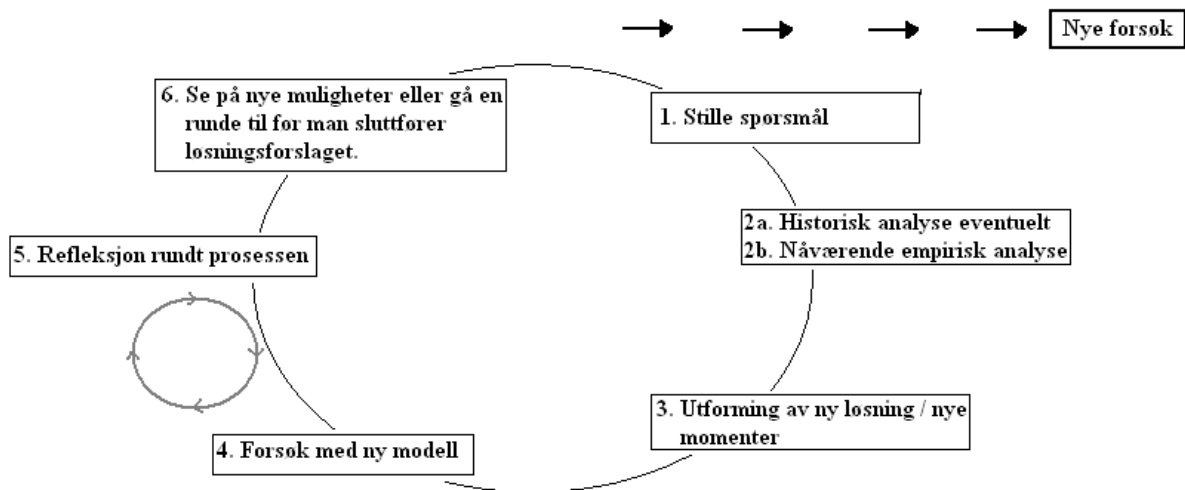 Nye forsøk
1. Stille spørsmål
2a. Historisk analyse eventuelt
2b. Nåværende empirisk analyse
3. Utforming av ny løsning / nye
momenter
4. Forsøk med ny modell
5. Refleksjon rundt prosessen
6. Se på nye muligheter eller gå en
runde til før man sluttfører
løsningsforslaget.